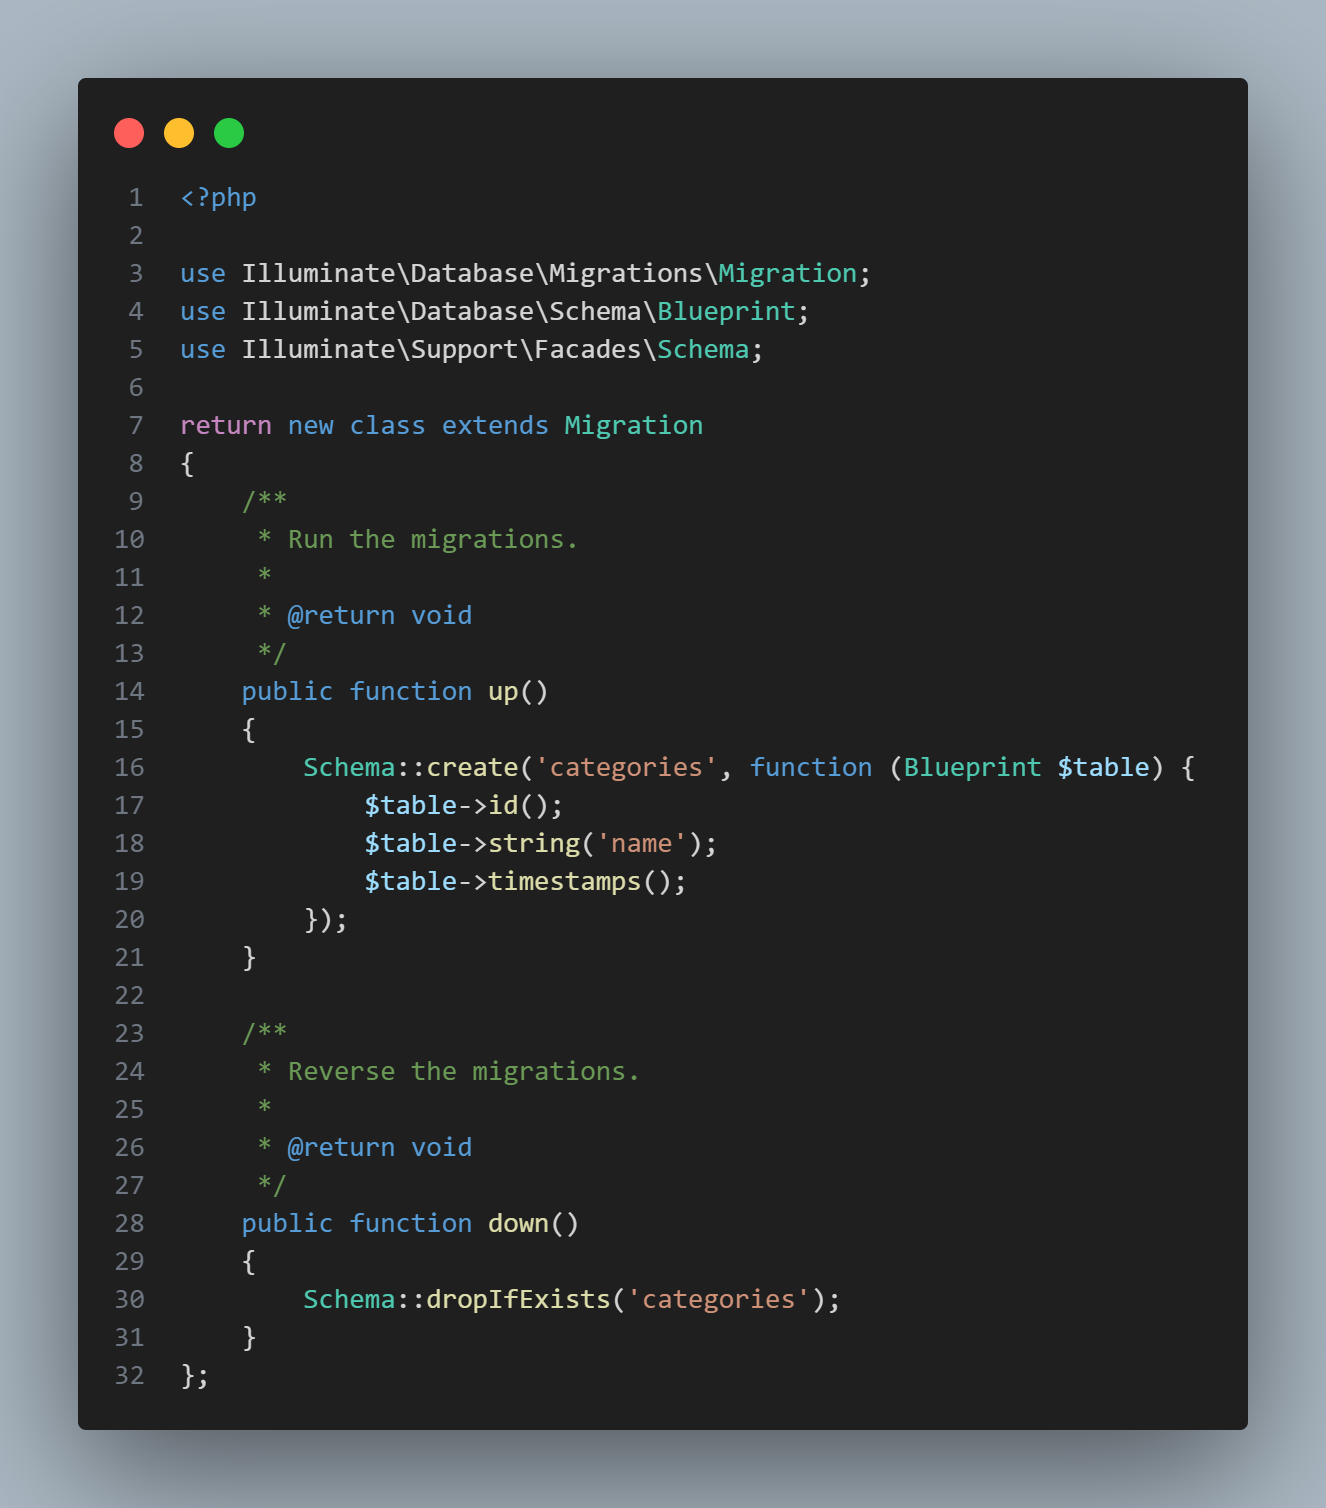 1 <?php
2
3 use Illuminate\Database\Migrations\Migration;
4 use Illuminate\Database\Schema\Blueprint;
5 use Illuminate\Support\Facades\Schema;
6
7 return new class extends Migration
8 {
9     /**
10      * Run the migrations.
11      *
12      * @return void
13      */
14     public function up()
15     {
16         Schema::create('categories', function (Blueprint $table) {
17             $table->id();
18             $table->string('name');
19             $table->timestamps();
20         });
21     }
22
23     /**
24      * Reverse the migrations.
25      *
26      * @return void
27      */
28     public function down()
29     {
30         Schema::dropIfExists('categories');
31     }
32 };